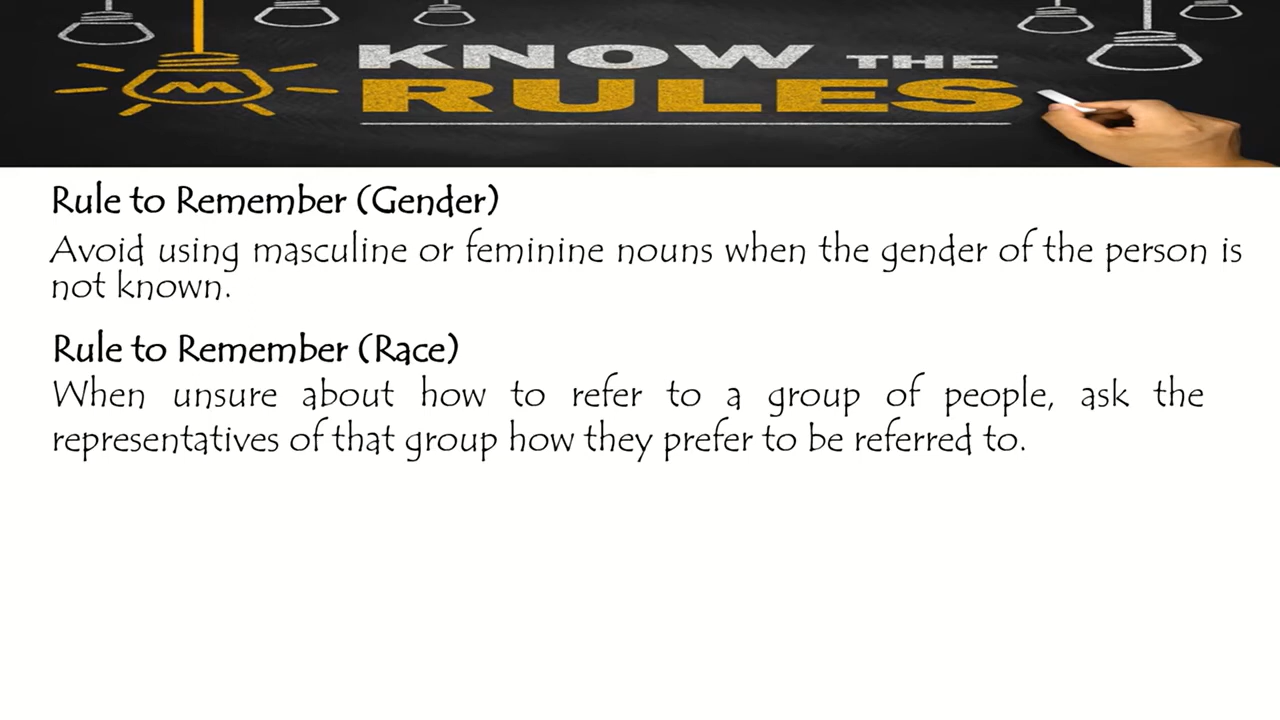 KNOW THE
RULES
Rule to Remember (Gender)
Avoid using masculine or feminine nouns when the gender of the person is
not known.
Rule to Remember (Race)
When unsure about how to refer to a group of people, ask the
representatives of that group how they prefer to be referred to.